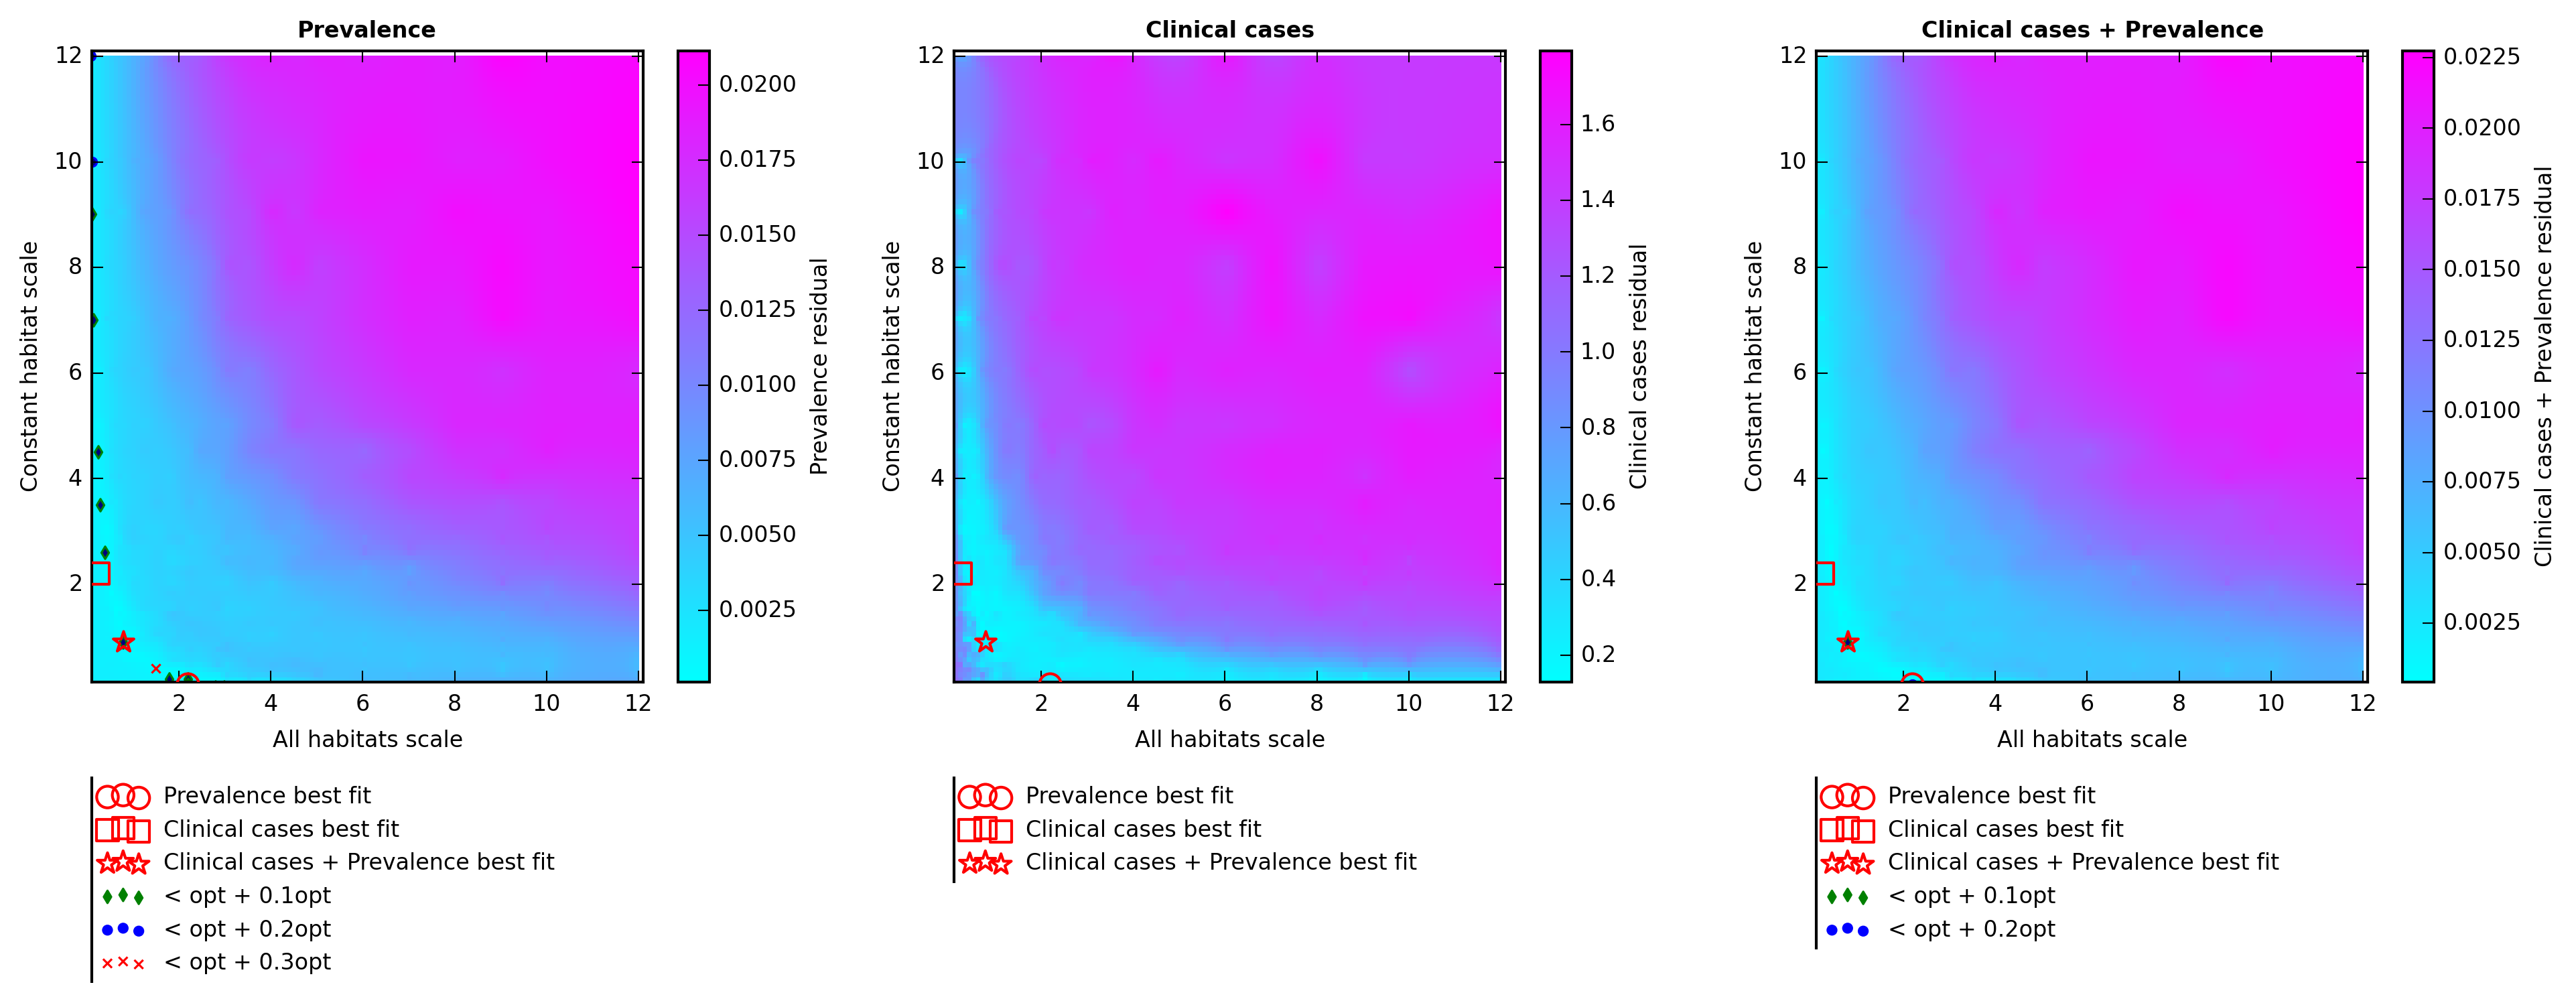 Prevalence
12
10
8
6
4
2
2 4 6 8 10 12
Constant habitat scale
All habitats scale
0.0200
0.0175
0.0150
0.0125
0.0100
0.0075
0.0050
0.0025
Prevalence residual
Prevalence best fit
Clinical cases best fit
Clinical cases + Prevalence best fit
< opt + 0.1opt
< opt + 0.2opt
< opt + 0.3opt
Clinical cases
12
10
8
6
4
2
2 4 6 8 10 12
Constant habitat scale
All habitats scale
1.6
1.4
1.2
1.0
0.8
0.6
0.4
0.2
Clinical cases residual
Prevalence best fit
Clinical cases best fit
Clinical cases + Prevalence best fit
Clinical cases + Prevalence
12
10
8
6
4
2
2 4 6 8 10 12
Constant habitat scale
All habitats scale
0.0225
0.0200
0.0175
0.0150
0.0125
0.0100
0.0075
0.0050
0.0025
Clinical cases + Prevalence residual
Prevalence best fit
Clinical cases best fit
Clinical cases + Prevalence best fit
< opt + 0.1opt
< opt + 0.2opt